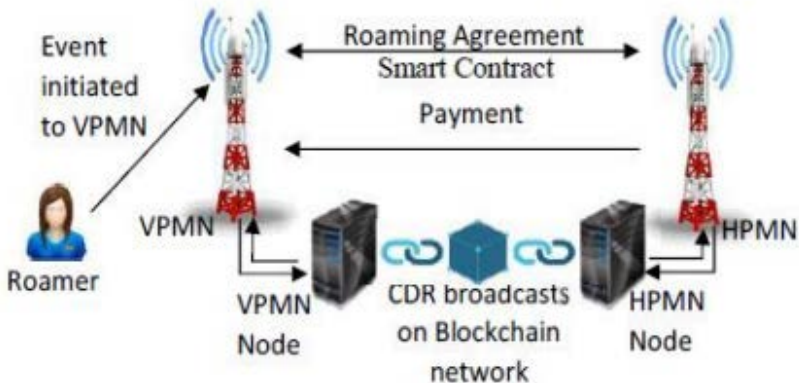 Event
initiated
to VPMN
Roaming Agreement
Smart Contract
Payment
Roamer
VPMN
HPMN
VPMN
Node
CDR broadcasts
on Blockchain
network
HPMN
Node